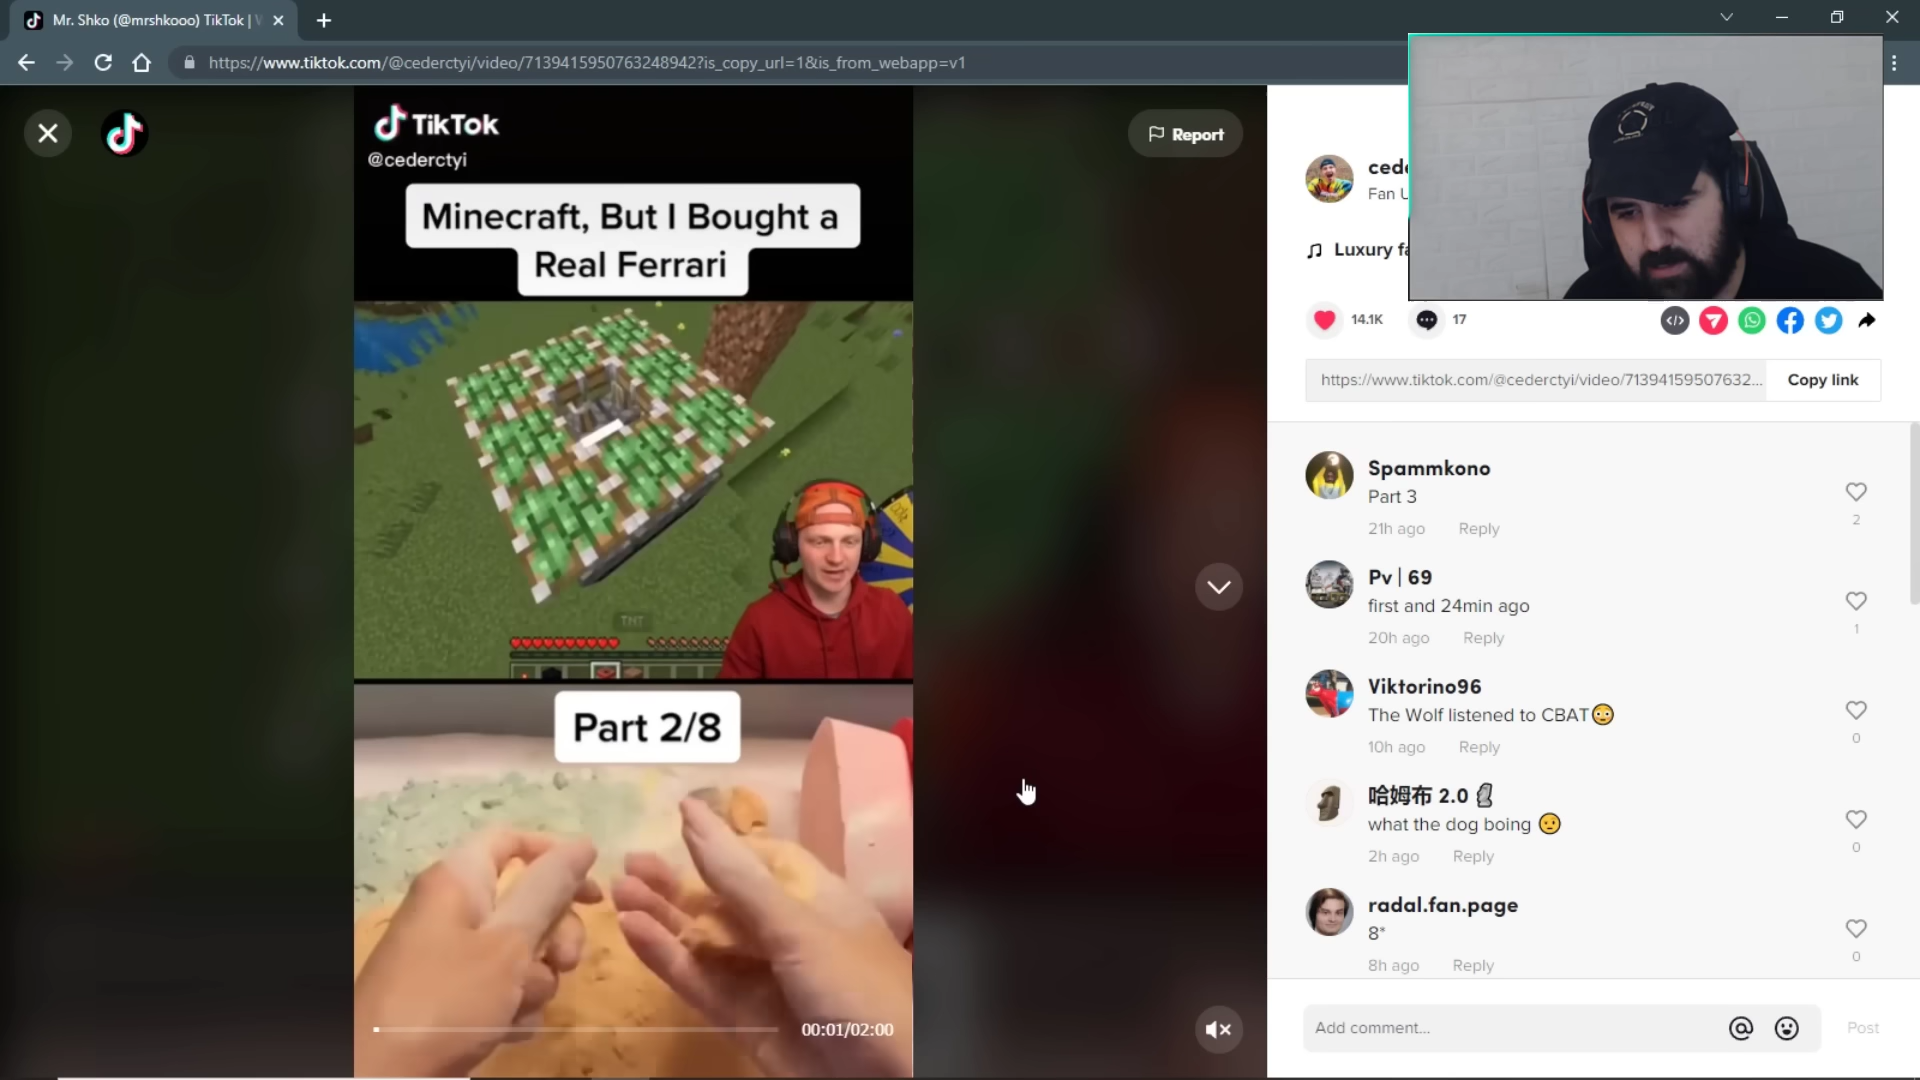 Mr. Shko (@mrshkooo) TikTok |
https://www.tiktok.com/@cederctyi/video/7139415950763248942?is_copy_url=1&is_from_webapp=v1
TikTok
@cederctyi
Report
Minecraft, But I Bought a
Real Ferrari
TNT
Part 2/8
00:01/02:00
Fan
Luxury
14.1K
17
https://www.tiktok.com/@cederctyi/video/71394159507632...
Copy link
Spammkono
Part 3
2
21h ago
Reply
Pv | 69
first and 24min ago
1
20h ago
Reply
Viktorino96
The Wolf listened to CBAT😳
0
10h ago
Reply
哈姆布 2.0 🗿
what the dog boing 🤨
0
2h ago
Reply
radal.fan.page
8*
0
8h ago
Reply
Add comment...
@
Post